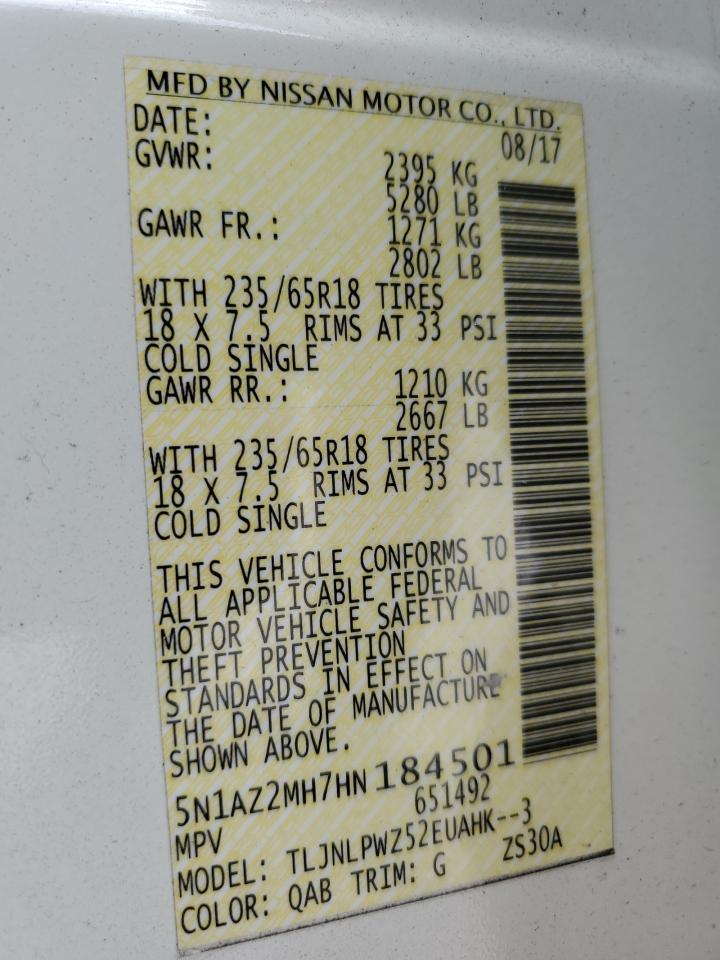 MFD BY NISSAN MOTOR CO., LTD.
DATE: 08/17
GVWR: 2395 KG
5280 LB
GAWR FR.: 1271 KG
2802 LB
WITH 235/65R18 TIRES
18 X 7.5 RIMS AT 33 PSI
COLD SINGLE
GAWR RR.: 1210 KG
2667 LB
WITH 235/65R18 TIRES
18 X 7.5 RIMS AT 33 PSI
COLD SINGLE
THIS VEHICLE CONFORMS TO
ALL APPLICABLE FEDERAL
MOTOR VEHICLE SAFETY AND
THEFT PREVENTION
STANDARDS IN EFFECT ON
THE DATE OF MANUFACTURE
SHOWN ABOVE.
5N1AZ2MH7HN184501
MPV 651492
MODEL: TLJNLPWZ52EUAHK--3
COLOR: QAB TRIM: G ZS30A